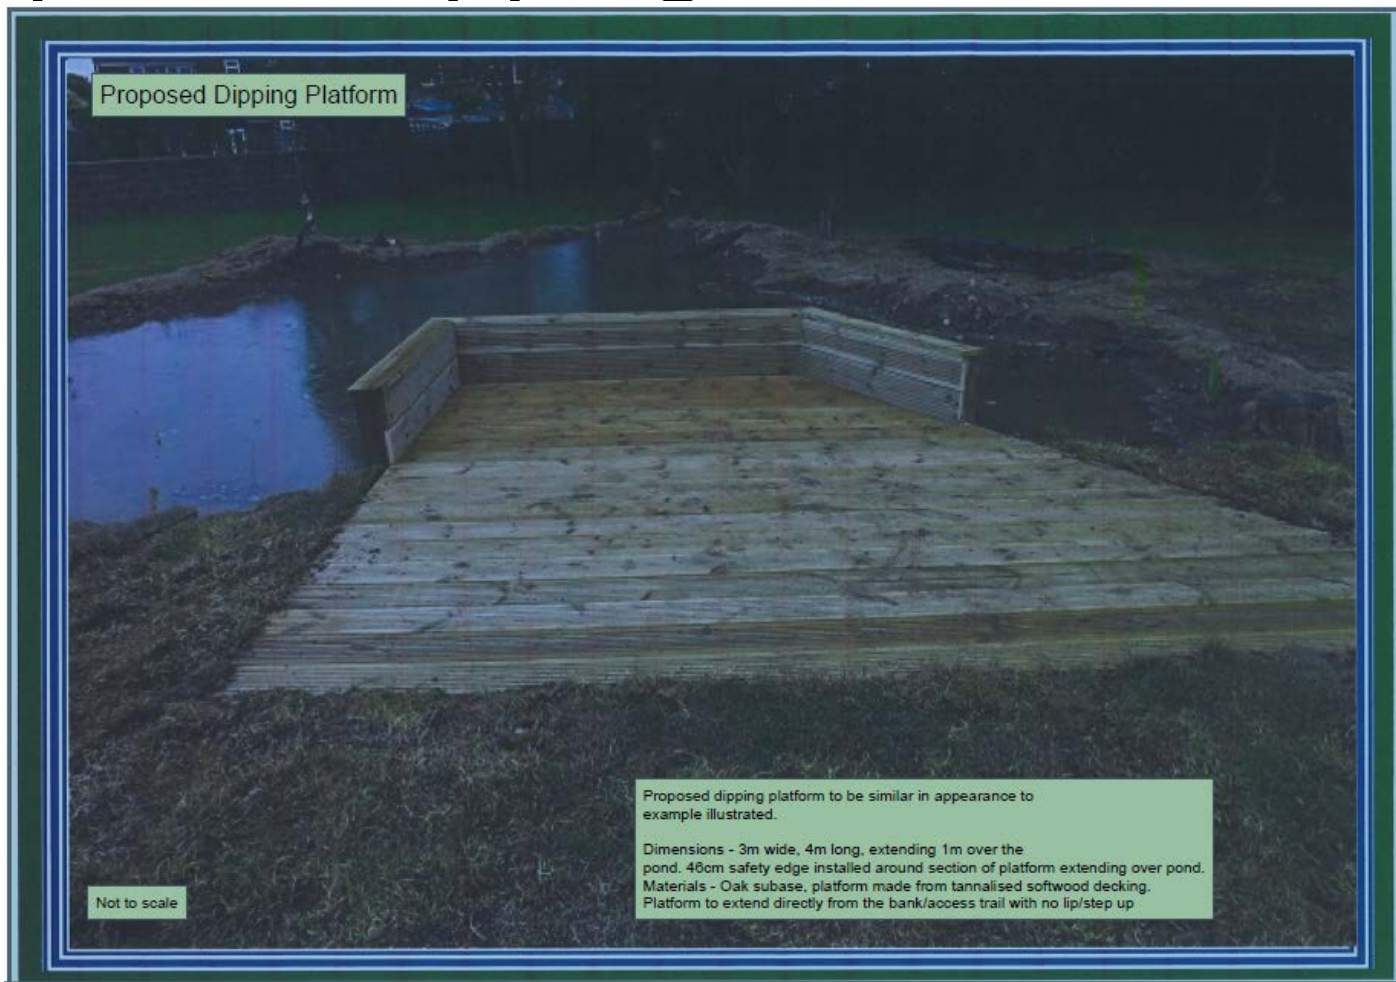 Proposed Dipping Platform
Proposed dipping platform to be similar in appearance to
example illustrated.
Dimensions - 3m wide, 4m long, extending 1m over the
pond. 46cm safety edge installed around section of platform extending over pond.
Materials - Oak subase, platform made from tannalised softwood decking.
Platform to extend directly from the bank/access trail with no lip/step up
Not to scale